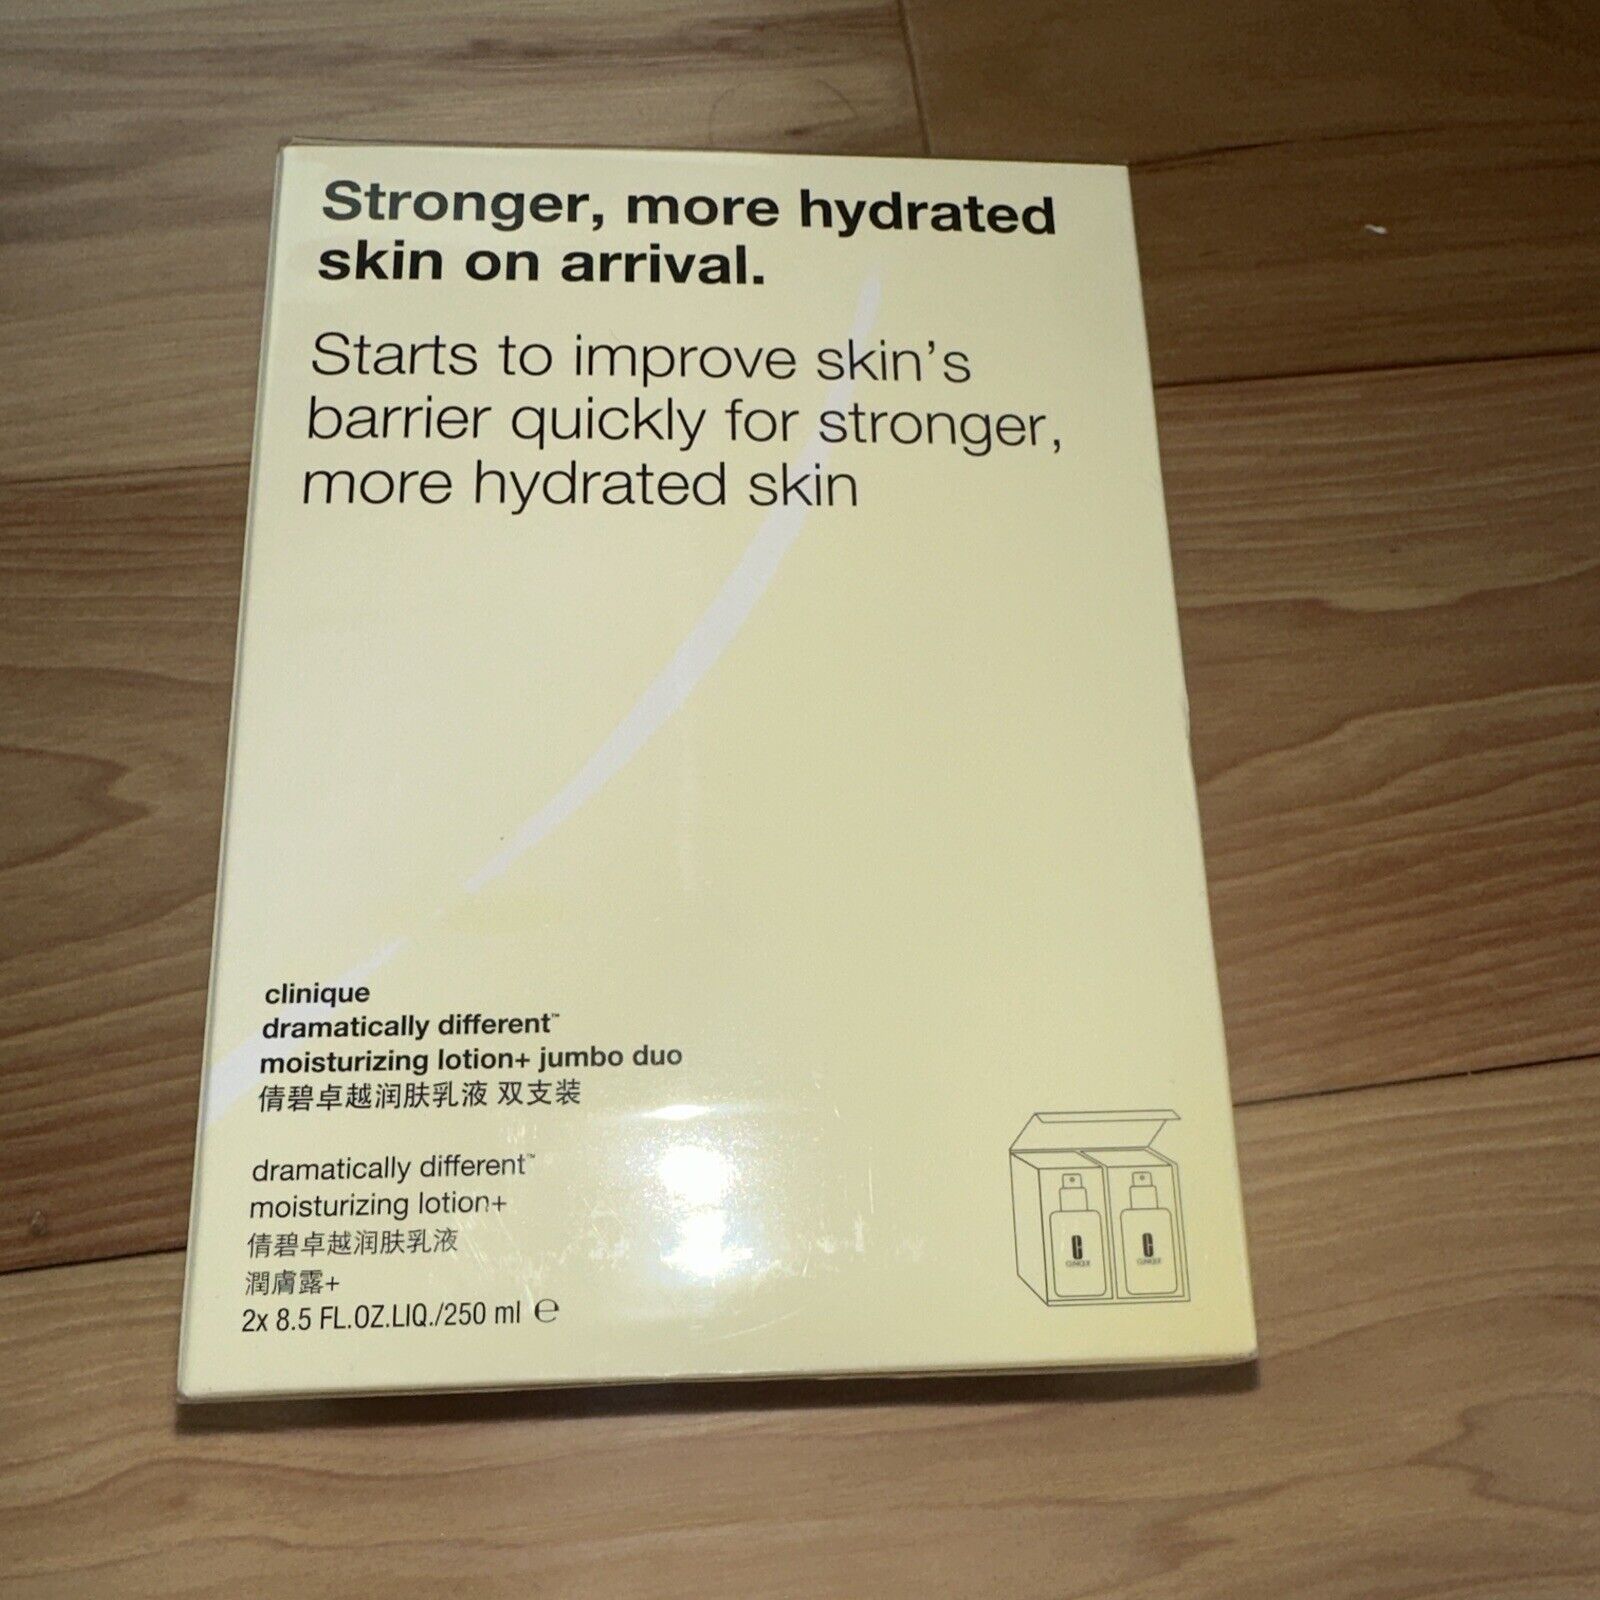 Stronger, more hydrated
skin on arrival.
Starts to improve skin's
barrier quickly for stronger,
more hydrated skin
clinique
dramatically different™
moisturizing lotion+ jumbo duo
倩碧卓越润肤乳液 双支装
dramatically different™
moisturizing lotion+
倩碧卓越润肤乳液
潤膚露+
2x 8.5 FL.OZ.LIQ./250 ml ℮
C
CLINIQUE
C
CLINIQUE